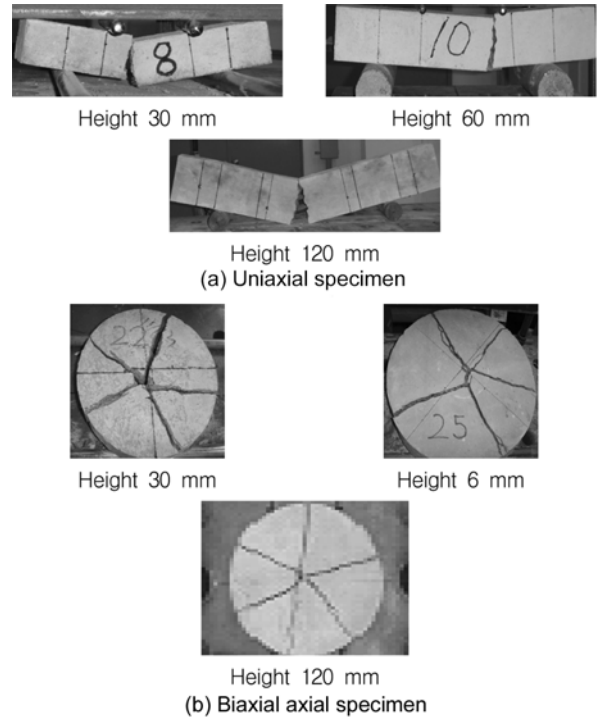 8
10
Height 30 mm
Height 60 mm
Height 120 mm
(a) Uniaxial specimen
22
25
Height 30 mm
Height 6 mm
Height 120 mm
(b) Biaxial axial specimen